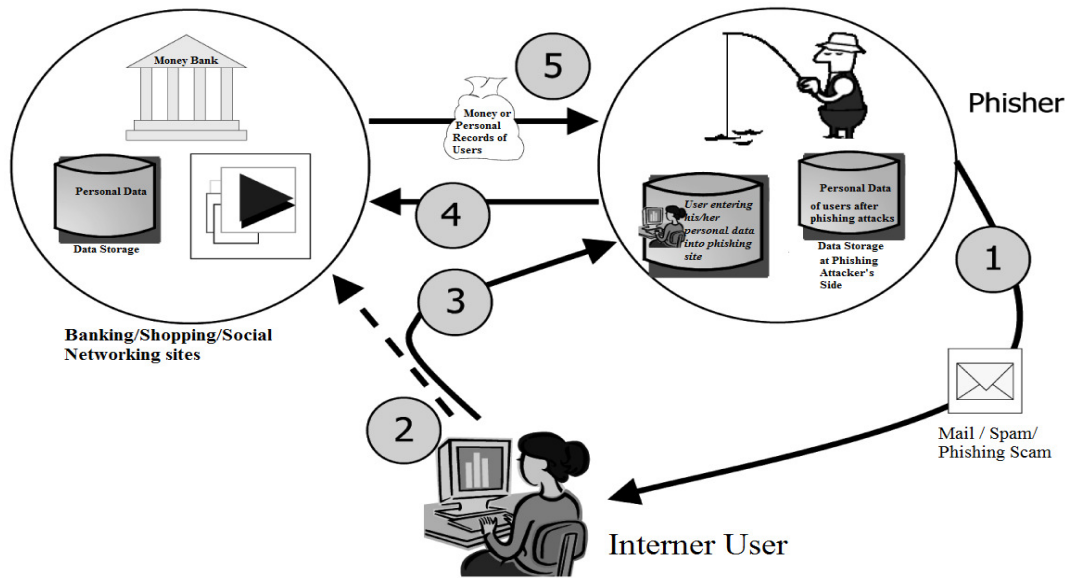 Money Bank
Personal Data
Data Storage
Banking/Shopping/Social
Networking sites
5
Money or
Personal
Records of
Users
4
3
2
Phisher
User entering
his/her
personal data
into phishing
site
Personal Data
of users after
phishing attacks
Data Storage
at Phishing
Attacker's
Side
1
Mail / Spam/
Phishing Scam
Interner User